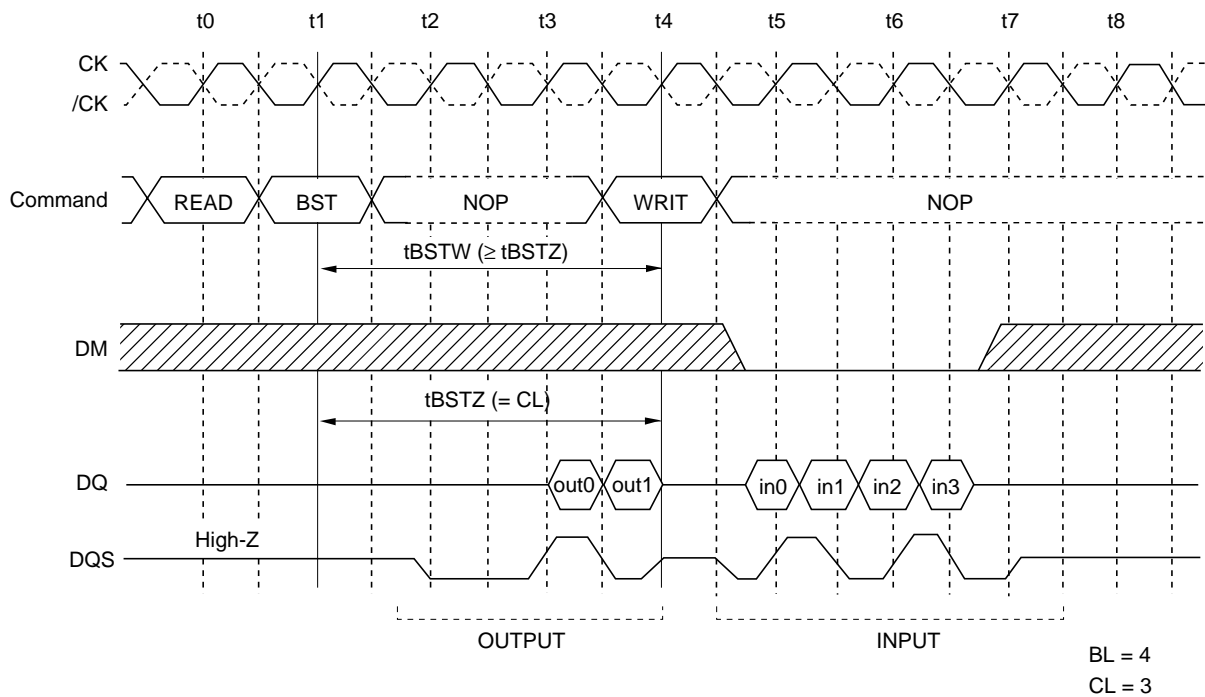 t0 t1 t2 t3 t4 t5 t6 t7 t8
CK
/CK
Command READ BST NOP WRIT NOP
tBSTW (≥ tBSTZ)
DM
tBSTZ (= CL)
DQ out0 out1 in0 in1 in2 in3
High-Z
DQS
OUTPUT INPUT
BL = 4
CL = 3